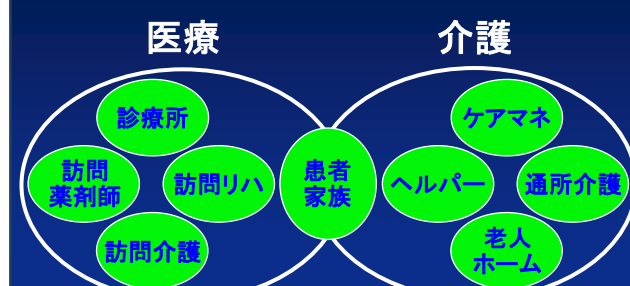 医療
介護
診療所
訪問
薬剤師
訪問リハ
訪問介護
患者
家族
ケアマネ
ヘルパー
通所介護
老人
ホーム